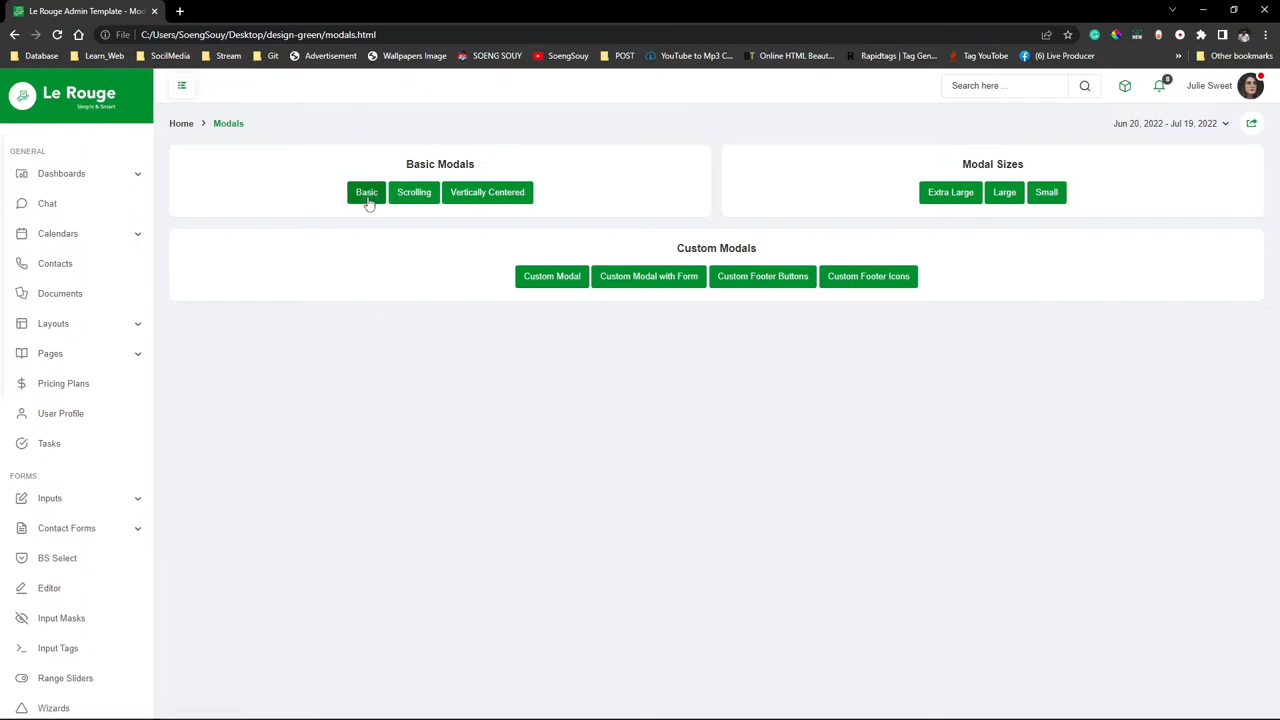 Le Rouge Admin Template - Mod
File
C:/Users/SoengSouy/Desktop/design-green/modals.html
Database
Learn_Web
SocilMedia
Stream
Git
Advertisement
Wallpapers Image
SOENG SOUY
SoengSouy
POST
YouTube to Mp3 C...
Online HTML Beaut...
Rapidtags | Tag Gen...
Tag YouTube
(6) Live Producer
Other bookmarks
Le Rouge
Simple & Smart
Search here ...
Julie Sweet
Home
Modals
Jun 20, 2022 - Jul 19, 2022
GENERAL
Dashboards
Chat
Calendars
Contacts
Documents
Layouts
Pages
Pricing Plans
User Profile
Tasks
FORMS
Inputs
Contact Forms
BS Select
Editor
Input Masks
Input Tags
Range Sliders
Wizards
Basic Modals
Basic
Scrolling
Vertically Centered
Modal Sizes
Extra Large
Large
Small
Custom Modals
Custom Modal
Custom Modal with Form
Custom Footer Buttons
Custom Footer Icons